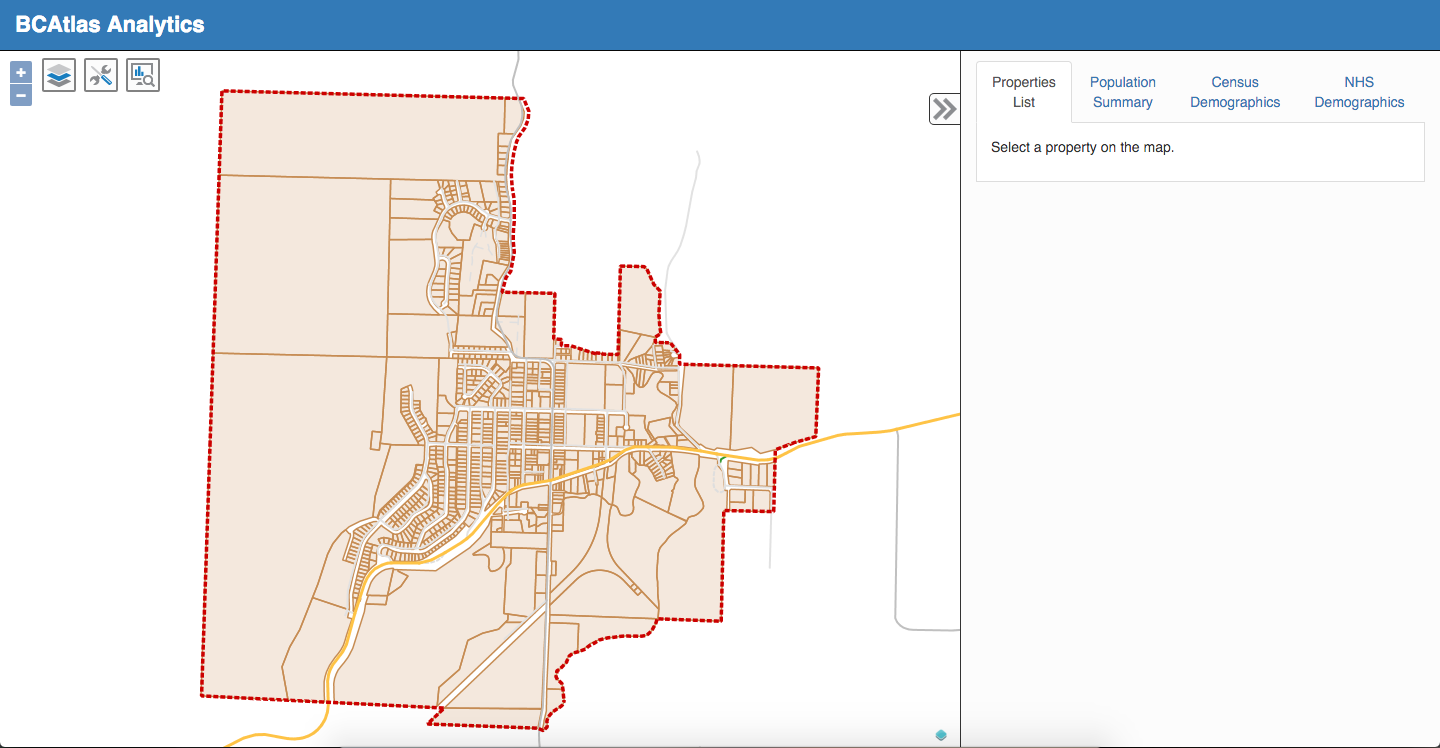 BCAtlas Analytics
+
−
Properties
List
Population
Summary
Census
Demographics
NHS
Demographics
Select a property on the map.